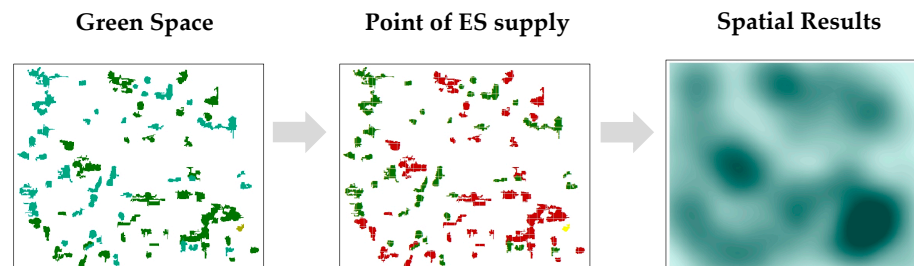 Green Space
Point of ES supply
Spatial Results